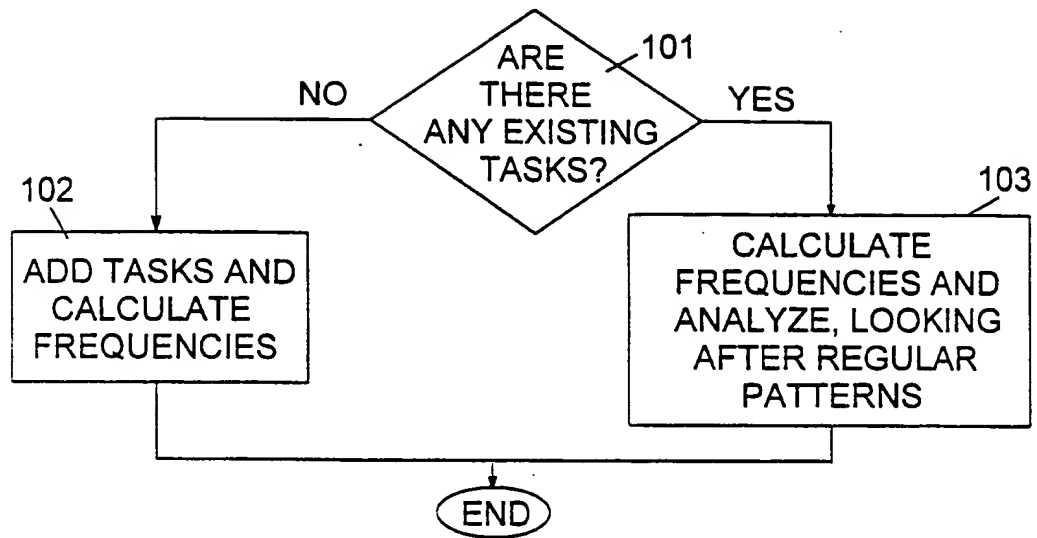 101
ARE
THERE
ANY EXISTING
TASKS?
NO
YES
102
ADD TASKS AND
CALCULATE
FREQUENCIES
103
CALCULATE
FREQUENCIES AND
ANALYZE, LOOKING
AFTER REGULAR
PATTERNS
END